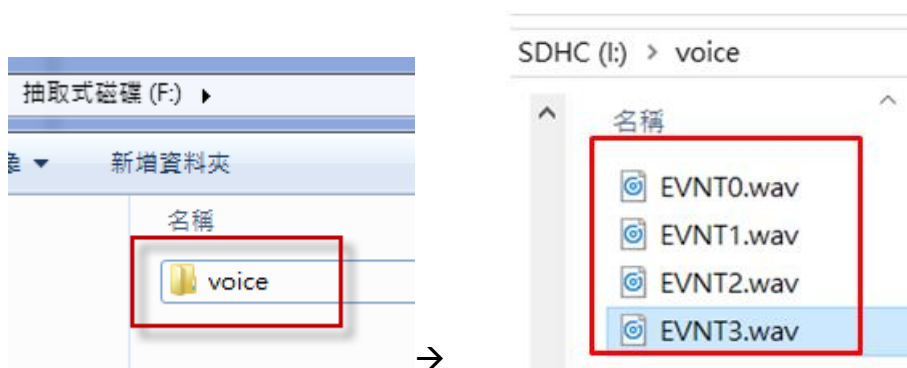 抽取式磁碟 (F:)
新增資料夾
名稱
voice
→
SDHC (I:) > voice
名稱
EVNT0.wav
EVNT1.wav
EVNT2.wav
EVNT3.wav